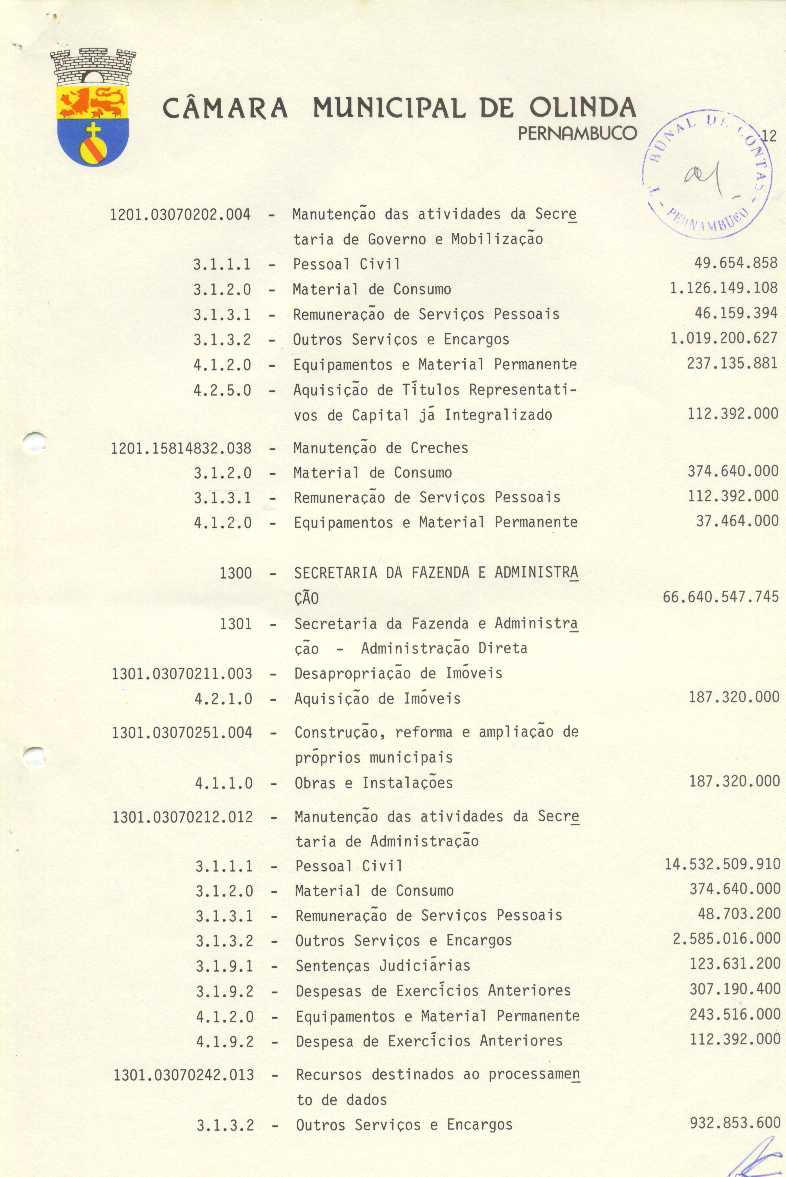 CÂMARA MUNICIPAL DE OLINDA
PERNAMBUCO
12
TRIBUNAL DE CONTAS - PERNAMBUCO -
1201.03070202.004 - Manutenção das atividades da Secre
taria de Governo e Mobilização
3.1.1.1 - Pessoal Civil 49.654.858
3.1.2.0 - Material de Consumo 1.126.149.108
3.1.3.1 - Remuneração de Serviços Pessoais 46.159.394
3.1.3.2 - Outros Serviços e Encargos 1.019.200.627
4.1.2.0 - Equipamentos e Material Permanente 237.135.881
4.2.5.0 - Aquisição de Títulos Representati-
vos de Capital já Integralizado 112.392.000
1201.15814832.038 - Manutenção de Creches
3.1.2.0 - Material de Consumo 374.640.000
3.1.3.1 - Remuneração de Serviços Pessoais 112.392.000
4.1.2.0 - Equipamentos e Material Permanente 37.464.000
1300 - SECRETARIA DA FAZENDA E ADMINISTRA
ÇÃO 66.640.547.745
1301 - Secretaria da Fazenda e Administra
ção - Administração Direta
1301.03070211.003 - Desapropriação de Imóveis
4.2.1.0 - Aquisição de Imóveis 187.320.000
1301.03070251.004 - Construção, reforma e ampliação de
próprios municipais
4.1.1.0 - Obras e Instalações 187.320.000
1301.03070212.012 - Manutenção das atividades da Secre
taria de Administração
3.1.1.1 - Pessoal Civil 14.532.509.910
3.1.2.0 - Material de Consumo 374.640.000
3.1.3.1 - Remuneração de Serviços Pessoais 48.703.200
3.1.3.2 - Outros Serviços e Encargos 2.585.016.000
3.1.9.1 - Sentenças Judiciárias 123.631.200
3.1.9.2 - Despesas de Exercícios Anteriores 307.190.400
4.1.2.0 - Equipamentos e Material Permanente 243.516.000
4.1.9.2 - Despesa de Exercícios Anteriores 112.392.000
1301.03070242.013 - Recursos destinados ao processamen
to de dados
3.1.3.2 - Outros Serviços e Encargos 932.853.600